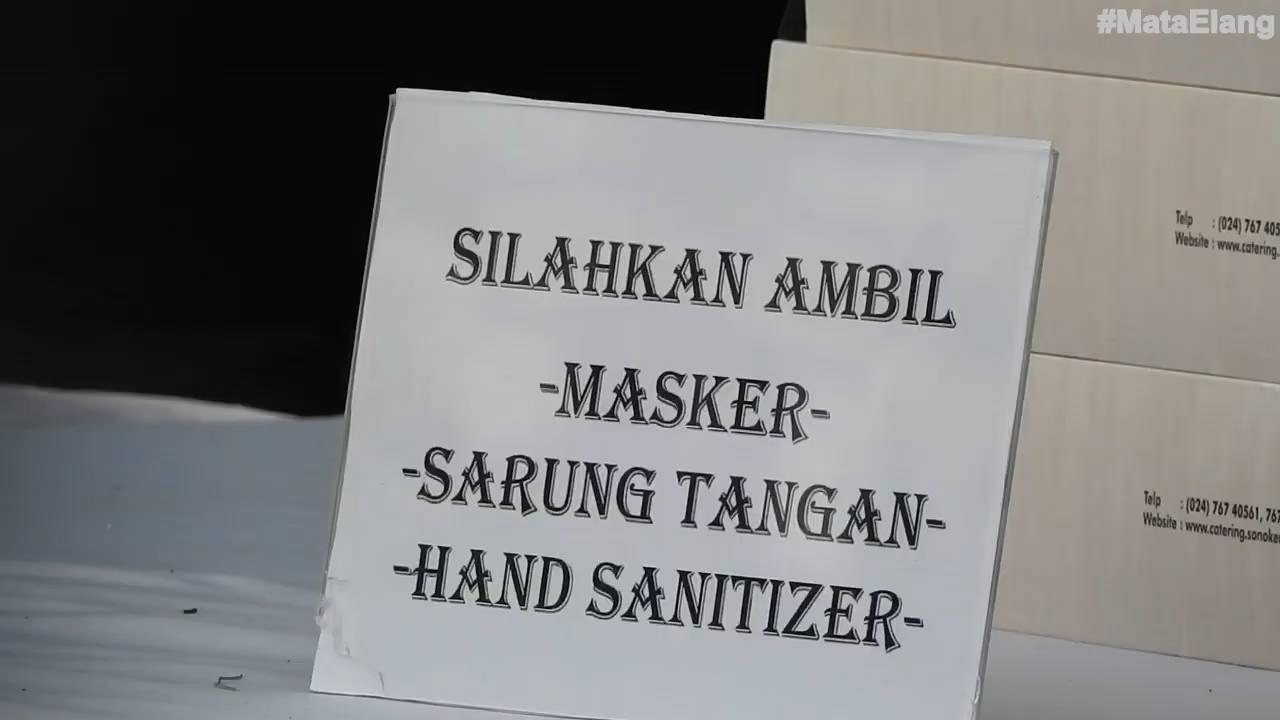 #MataElang
SILAHKAN AMBIL
-MASKER-
-SARUNG TANGAN-
-HAND SANITIZER-
Telp : (024) 767 405
Website : www.catering.
Telp : (024) 767 40561, 767
Website : www.catering.sonoke